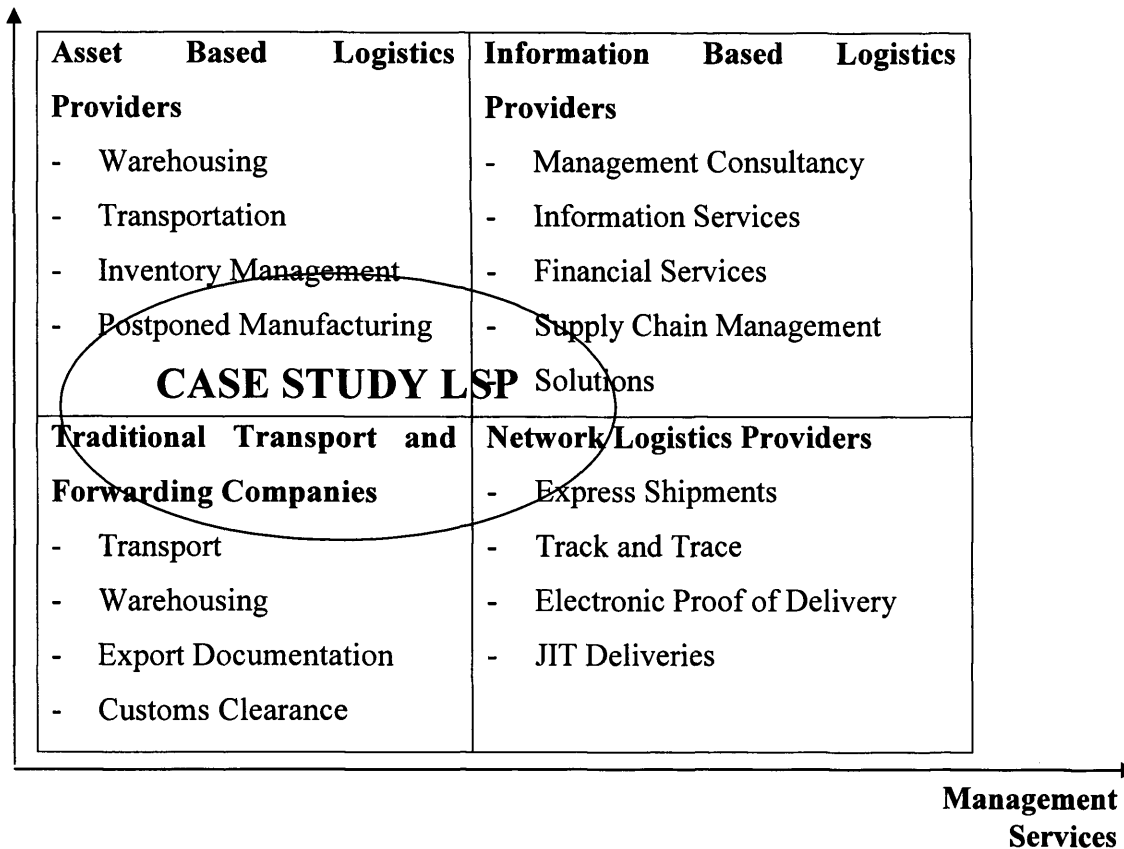 Asset Based Logistics
Providers
- Warehousing
- Transportation
- Inventory Management
- Postponed Manufacturing
Information Based Logistics
Providers
- Management Consultancy
- Information Services
- Financial Services
- Supply Chain Management
- Solutions
CASE STUDY LSP
Traditional Transport and
Forwarding Companies
- Transport
- Warehousing
- Export Documentation
- Customs Clearance
Network Logistics Providers
- Express Shipments
- Track and Trace
- Electronic Proof of Delivery
- JIT Deliveries
Management
Services